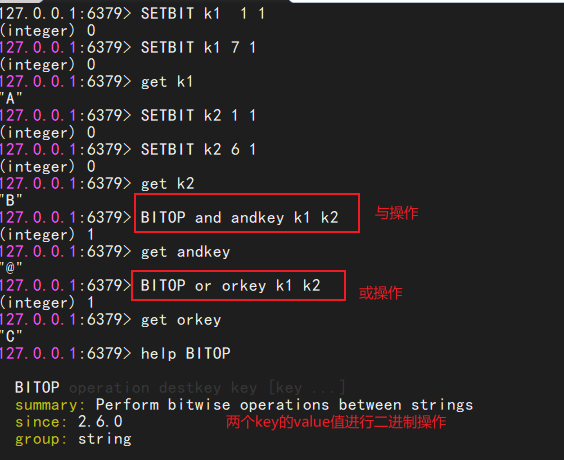 127.0.0.1:6379> SETBIT k1  1 1
(integer) 0
127.0.0.1:6379> SETBIT k1 7 1
(integer) 0
127.0.0.1:6379> get k1
"A"
127.0.0.1:6379> SETBIT k2 1 1
(integer) 0
127.0.0.1:6379> SETBIT k2 6 1
(integer) 0
127.0.0.1:6379> get k2
"B"
127.0.0.1:6379> BITOP and andkey k1 k2 与操作
(integer) 1
127.0.0.1:6379> get andkey
"@"
127.0.0.1:6379> BITOP or orkey k1 k2 或操作
(integer) 1
127.0.0.1:6379> get orkey
"C"
127.0.0.1:6379> help BITOP
BITOP operation destkey key [key ...]
summary: Perform bitwise operations between strings
since: 2.6.0 两个key的value值进行二进制操作
group: string